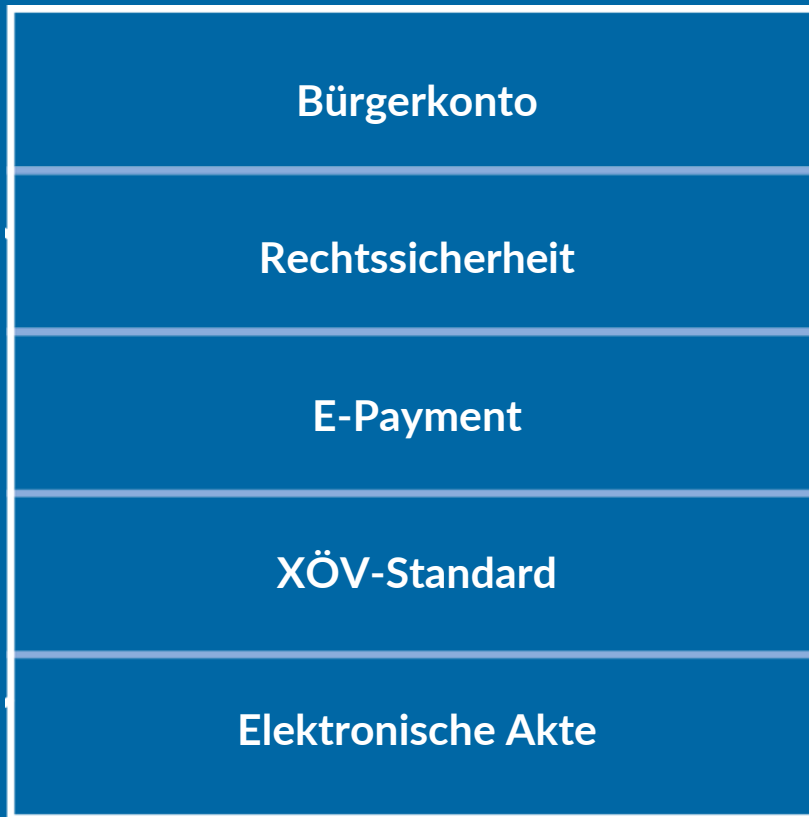 Bürgerkonto
Rechtssicherheit
E-Payment
XÖV-Standard
Elektronische Akte